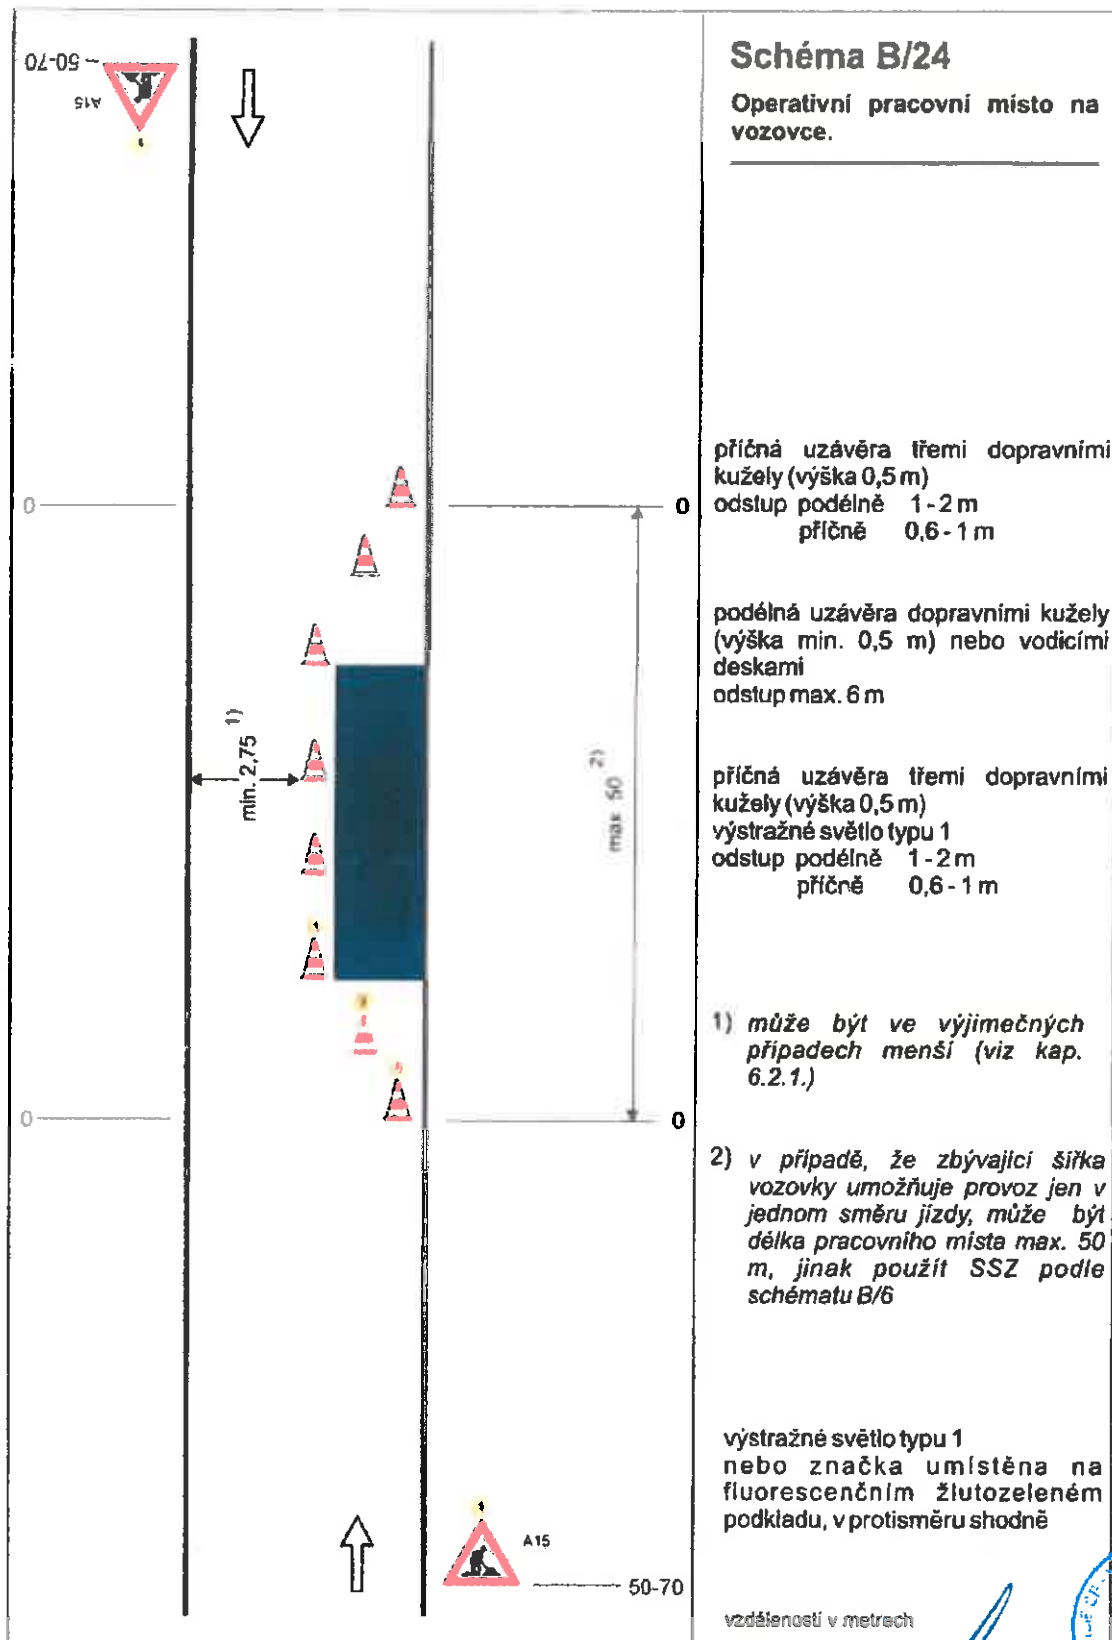 Schéma B/24
Operativní pracovní místo na
vozovce.
50-70
A15
příčná uzávěra třemi dopravními
kužely (výška 0,5 m)
odstup podélně 1-2 m
příčně 0,6-1 m
0
0
podélná uzávěra dopravními kužely
(výška min. 0,5 m) nebo vodicími
deskami
odstup max. 6 m
min. 2,75 1)
max 50 2)
příčná uzávěra třemi dopravními
kužely (výška 0,5 m)
výstražné světlo typu 1
odstup podélně 1-2 m
příčně 0,6-1 m
1) může být ve výjimečných
případech menší (viz kap.
6.2.1.)
0
0
2) v případě, že zbývající šířka
vozovky umožňuje provoz jen v
jednom směru jízdy, může být
délka pracovního místa max. 50
m, jinak použít SSZ podle
schématu B/6
výstražné světlo typu 1
nebo značka umístěna na
fluorescenčním žlutozeleném
podkladu, v protisměru shodně
A15
50-70
vzdálenosti v metrech